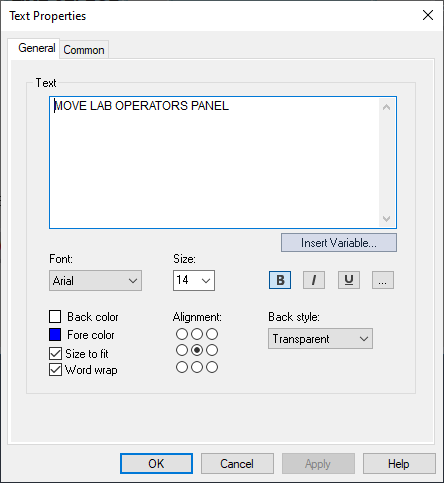 Text Properties
General
Common
Text
MOVE LAB OPERATORS PANEL
Insert Variable...
Font:
Size:
Arial
14
B
I
U
...
Back color
Alignment:
Back style:
Fore color
Transparent
Size to fit
Word wrap
OK
Cancel
Apply
Help